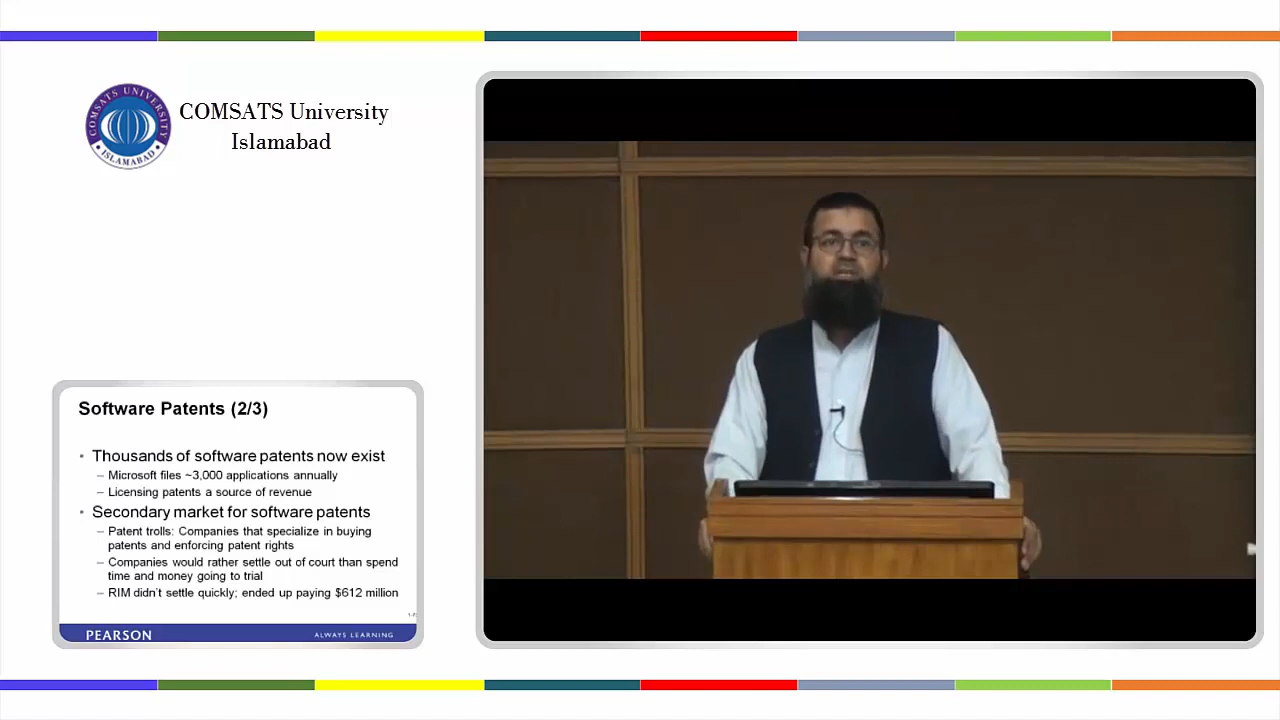 COMSATS UNIVERSITY
• ISLAMABAD •
COMSATS University
Islamabad
Software Patents (2/3)
• Thousands of software patents now exist
– Microsoft files ~3,000 applications annually
– Licensing patents a source of revenue
• Secondary market for software patents
– Patent trolls: Companies that specialize in buying
patents and enforcing patent rights
– Companies would rather settle out of court than spend
time and money going to trial
– RIM didn’t settle quickly; ended up paying $612 million
PEARSON
ALWAYS LEARNING